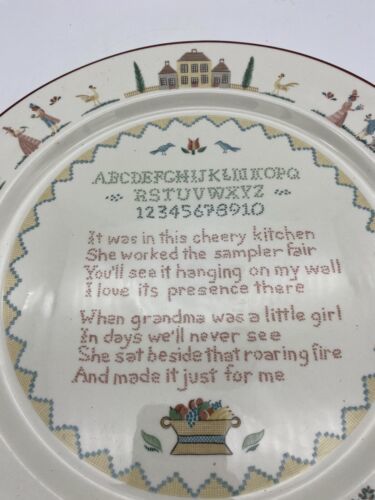 ABCDEFGHIJKLMNOPQ
RSTUVWXYZ
12345678910
It was in this cheery kitchen
She worked the sampler fair
You'll see it hanging on my wall
I love its presence there
When grandma was a little girl
In days we'll never see
She sat beside that roaring fire
And made it just for me